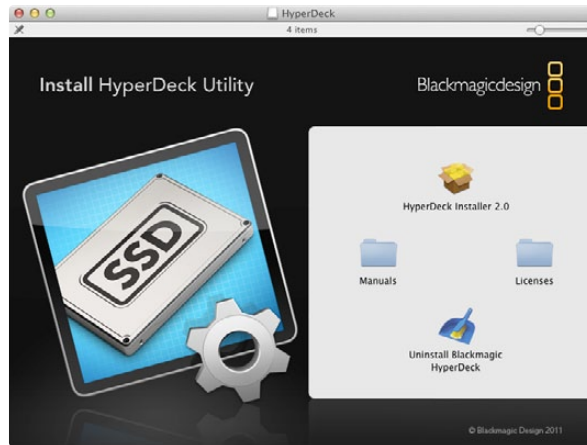 HyperDeck
4 items
Install HyperDeck Utility
Blackmagicdesign
SSD
HyperDeck Installer 2.0
Manuals
Licenses
Uninstall Blackmagic
HyperDeck
© Blackmagic Design 2011